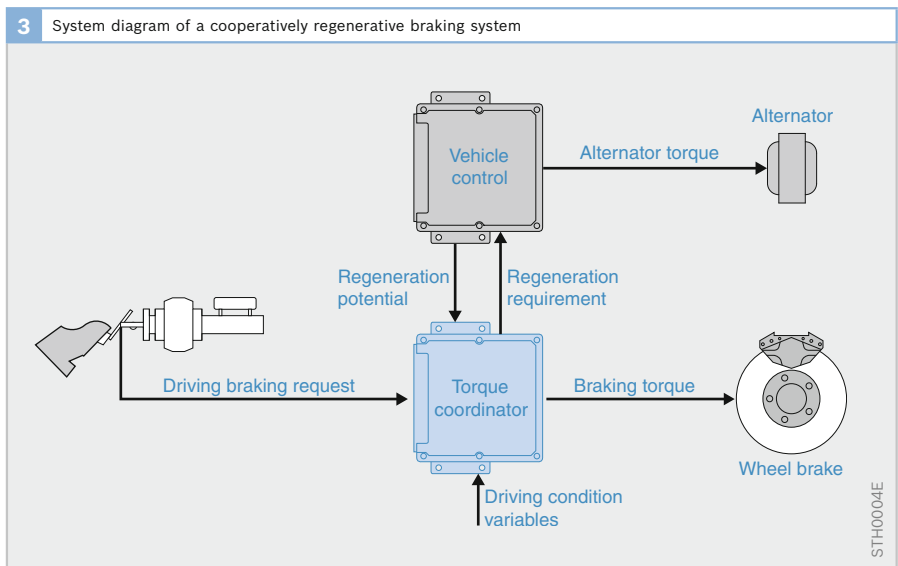 3 System diagram of a cooperatively regenerative braking system
Alternator
Vehicle
control
Alternator torque
Regeneration
potential
Regeneration
requirement
Driving braking request
Torque
coordinator
Braking torque
Wheel brake
Driving condition
variables
STH0004E